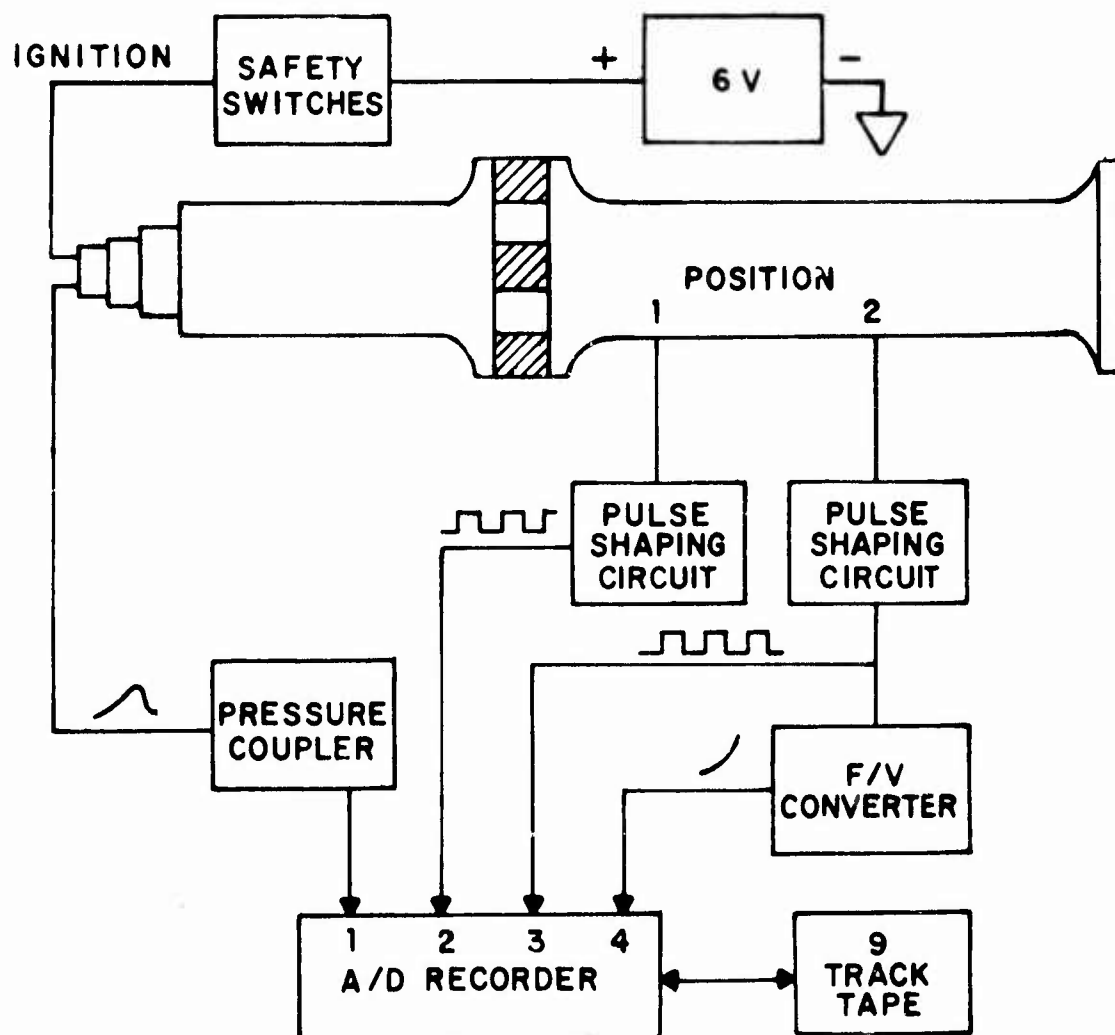 IGNITION
SAFETY
SWITCHES
+
6 V
-
POSITION
1
2
PULSE
SHAPING
CIRCUIT
PULSE
SHAPING
CIRCUIT
PRESSURE
COUPLER
F/V
CONVERTER
1 2 3 4
A/D RECORDER
9
TRACK
TAPE